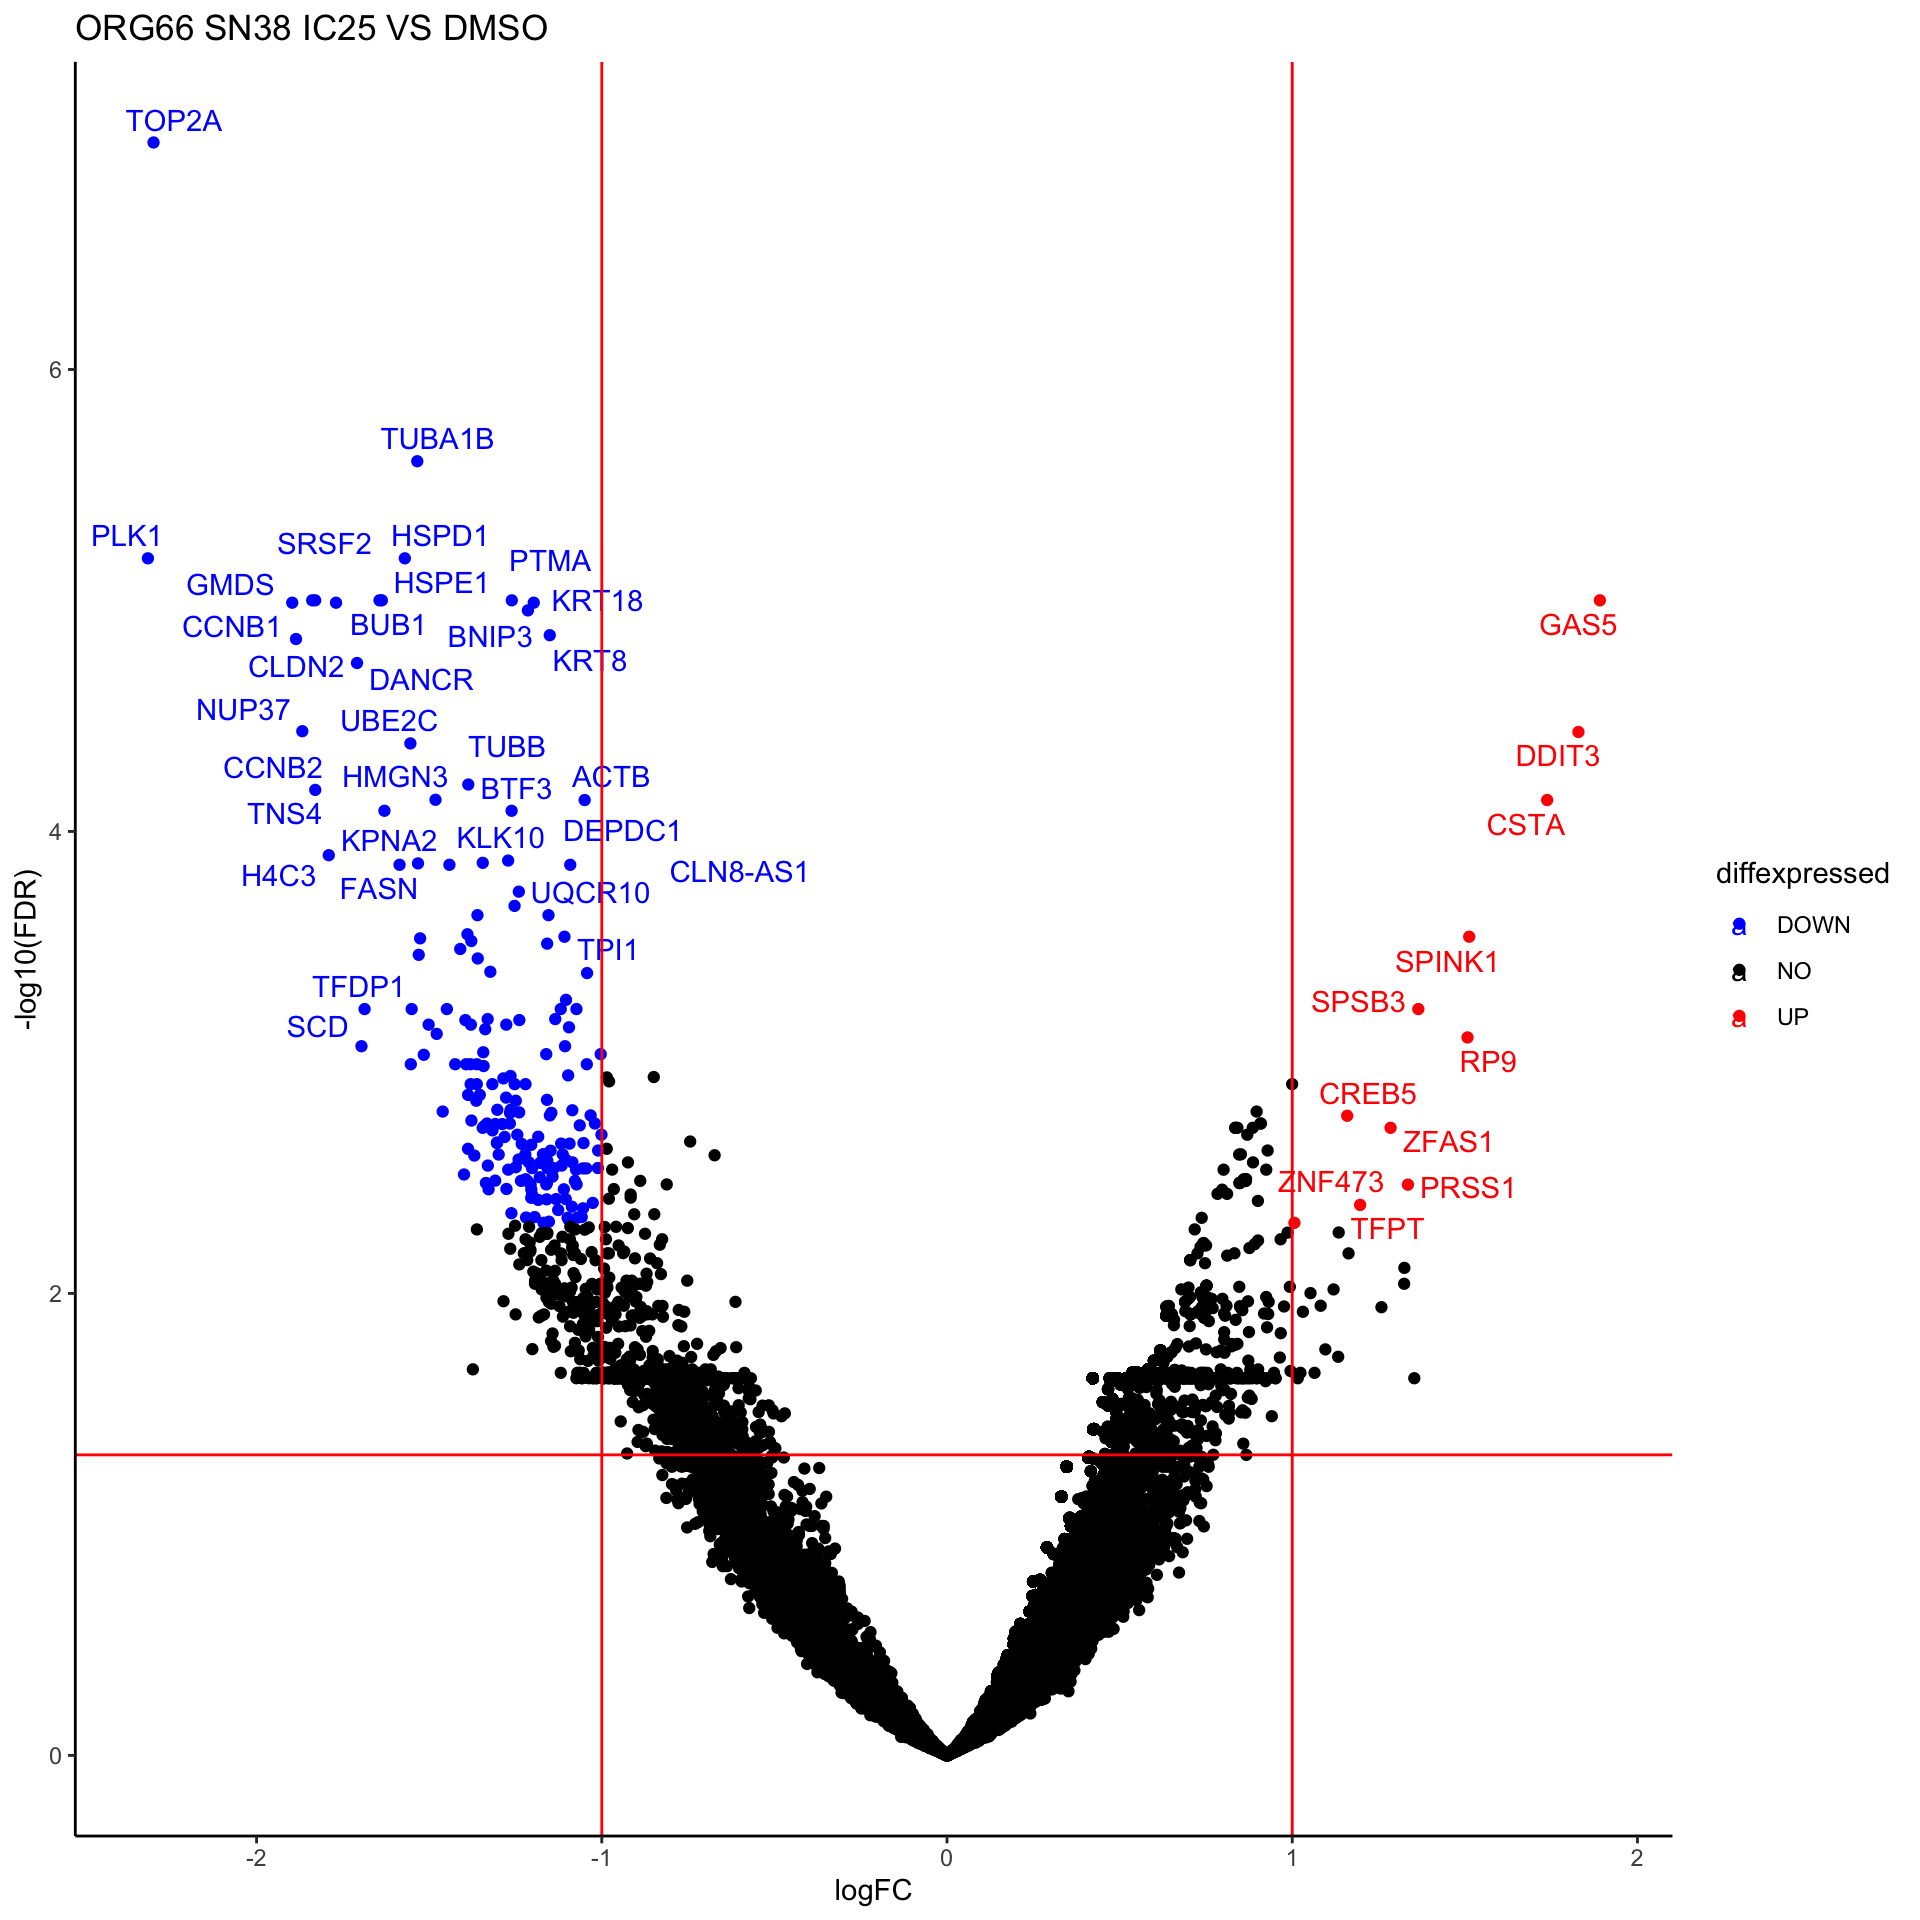 ORG66 SN38 IC25 VS DMSO
TOP2A
6
TUBA1B
PLK1
SRSF2
HSPD1
PTMA
GMDS
HSPE1
KRT18
CCNB1
BUB1
BNIP3
GAS5
CLDN2
DANCR
KRT8
NUP37
UBE2C
TUBB
DDIT3
CCNB2
HMGN3
BTF3
ACTB
TNS4
4
KPNA2
KLK10
DEPDC1
CSTA
H4C3
FASN
UQCR10
CLN8-AS1
TPI1
SPINK1
TFDP1
SCD
SPSB3
RP9
CREB5
ZFAS1
ZNF473
PRSS1
TFPT
2
0
-log10(FDR)
-2
-1
0
1
2
logFC
diffexpressed
a DOWN
a NO
a UP